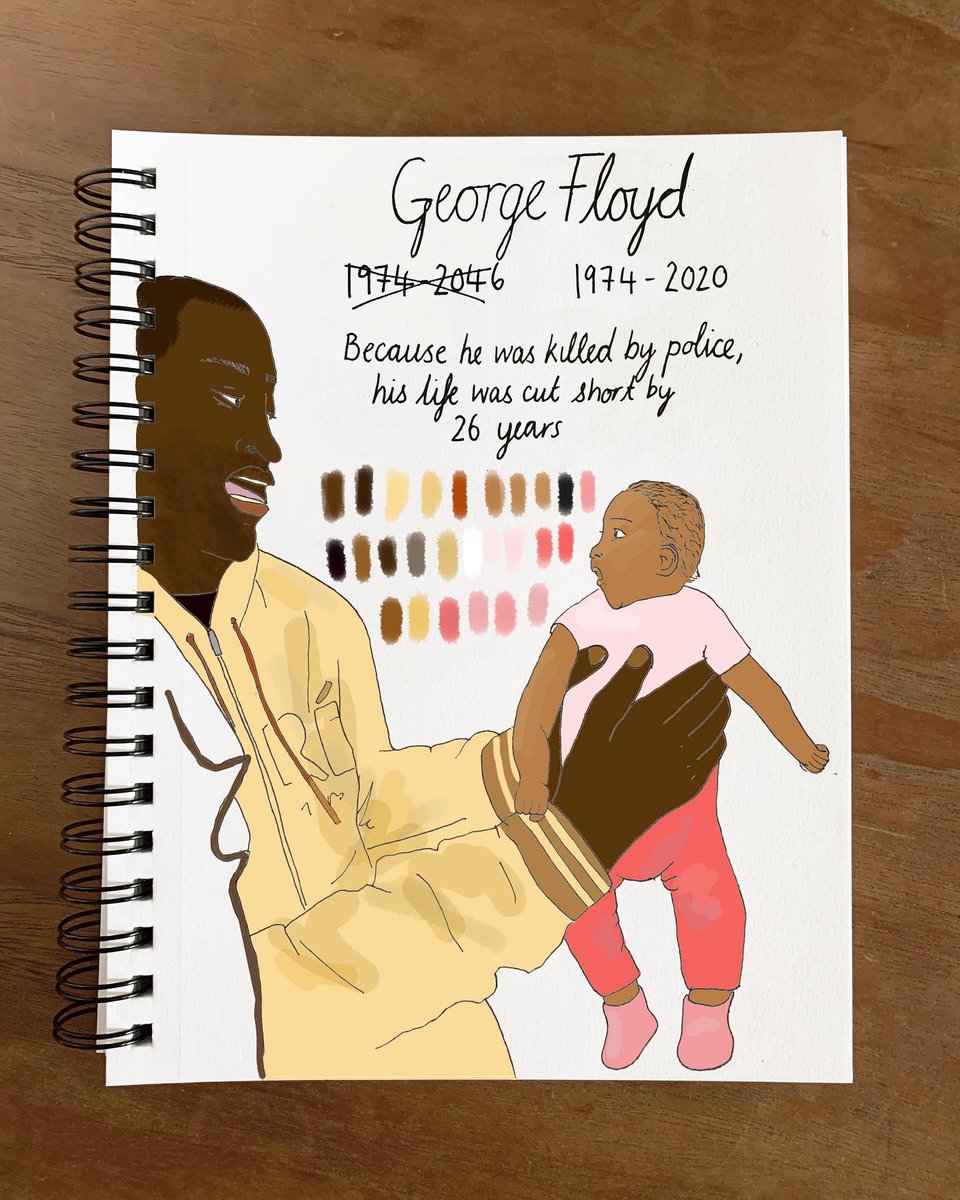 George Floyd
1974-2046 1974-2020
Because he was killed by police,
his life was cut short by
26 years